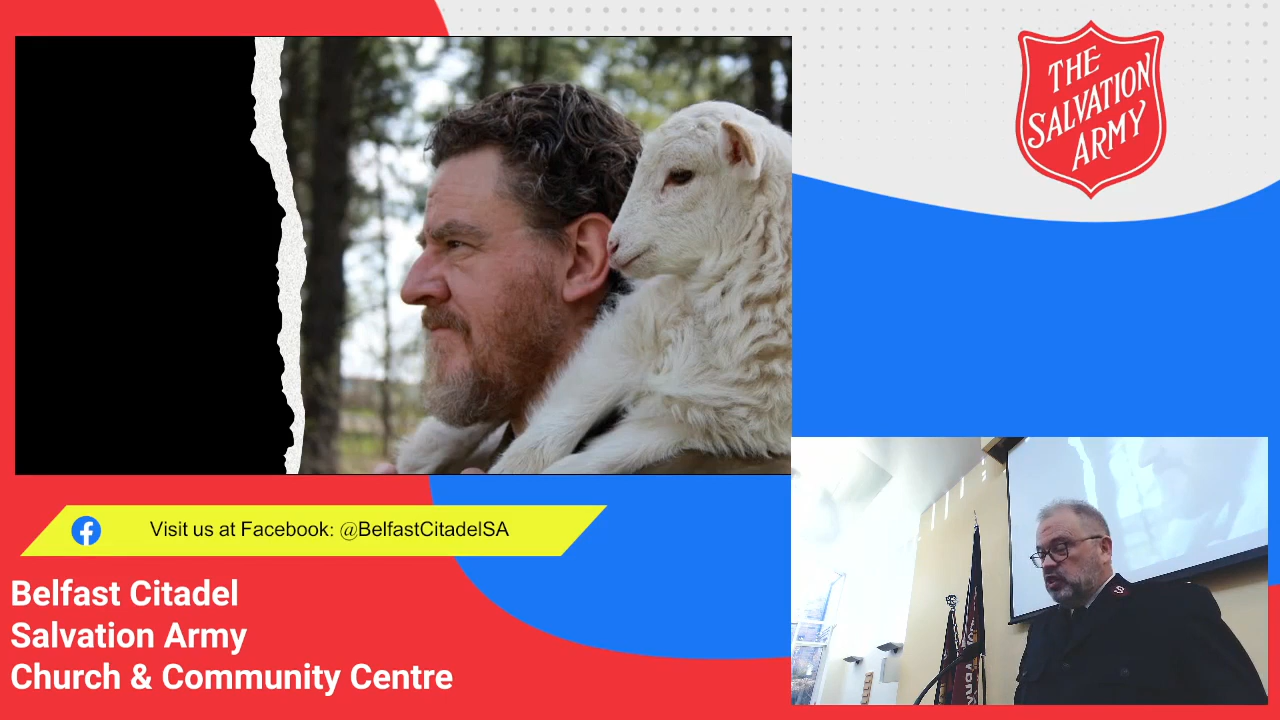 THE
SALVATION
ARMY
Visit us at Facebook: @BelfastCitadelSA
Belfast Citadel
Salvation Army
Church & Community Centre